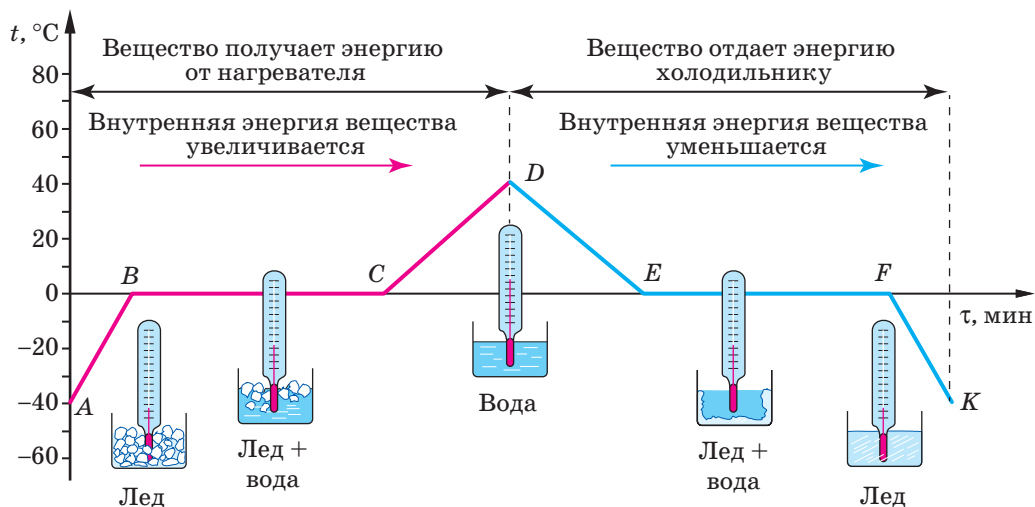 t, °C
Вещество получает энергию
от нагревателя
Вещество отдает энергию
холодильнику
80
60
Внутренняя энергия вещества
увеличивается
Внутренняя энергия вещества
уменьшается
40
D
20
B
C
E
F
0
τ, мин
–20
–40
A
K
–60
Лед
Лед +
вода
Вода
Лед +
вода
Лед